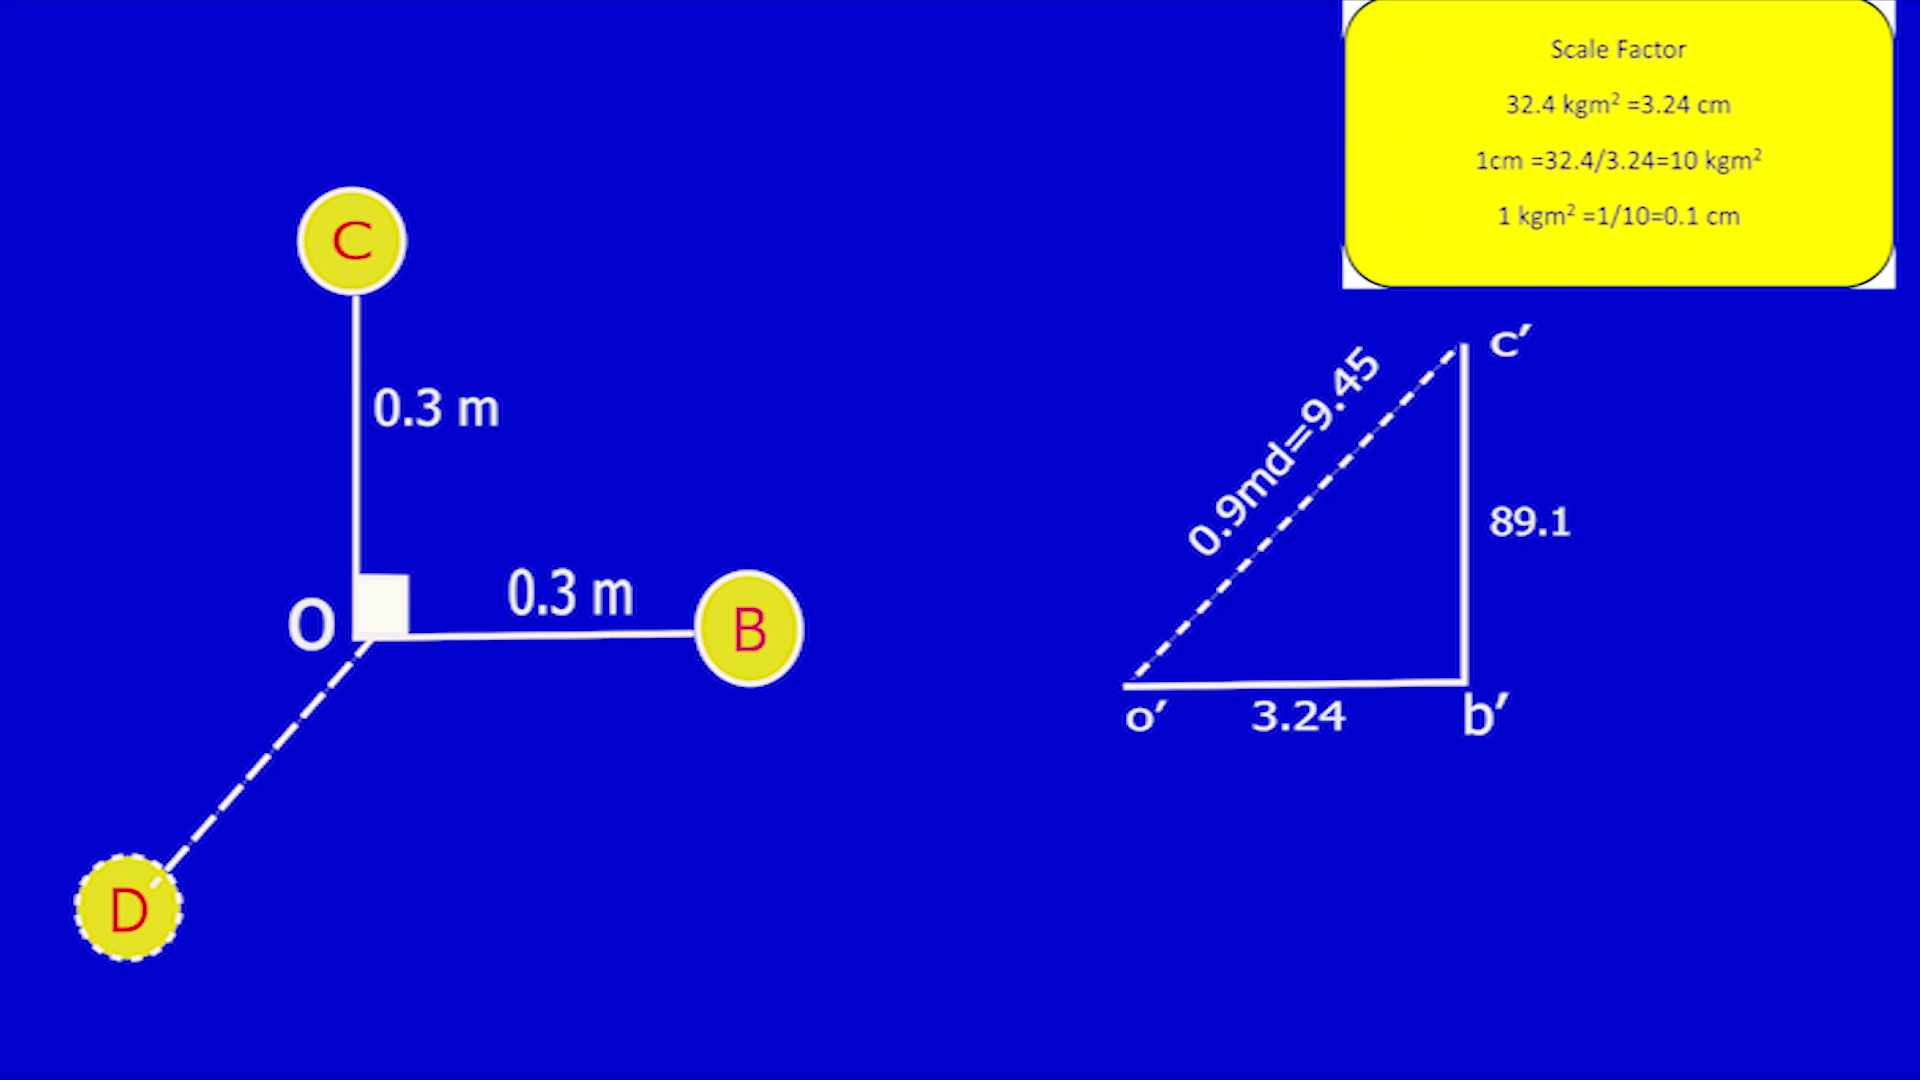 Scale Factor
32.4 kgm² =3.24 cm
1cm =32.4/3.24=10 kgm²
1 kgm² =1/10=0.1 cm
C
0.3 m
O
0.3 m
B
D
c′
0.9md=9.45
89.1
o′
3.24
b′